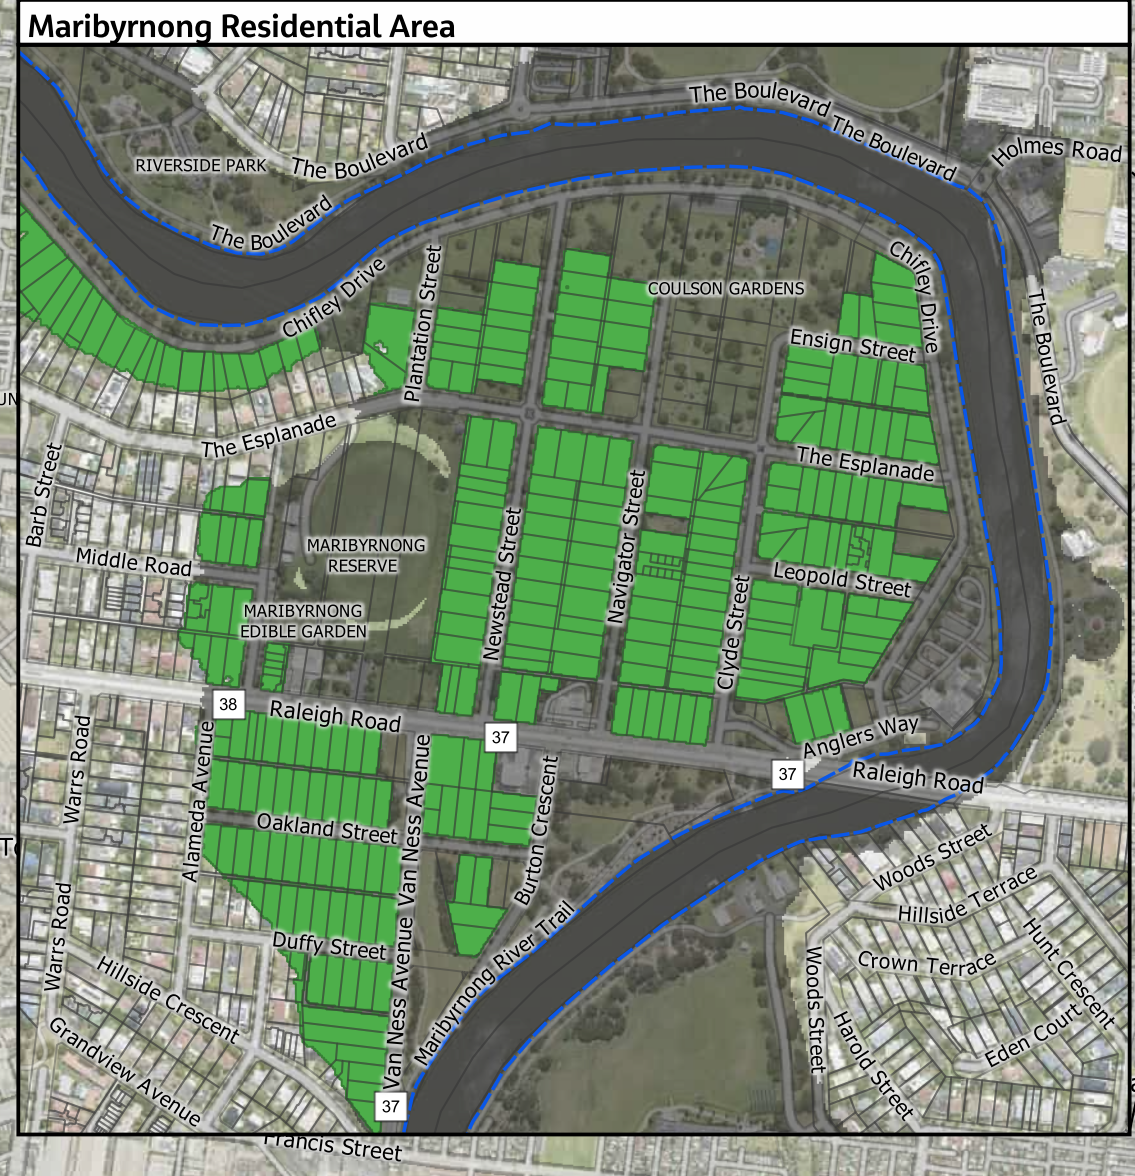 Maribyrnong Residential Area
The Boulevard
The Boulevard
Holmes Road
RIVERSIDE PARK
The Boulevard
The Boulevard
Chifley Drive
Plantation Street
COULSON GARDENS
Chifley Drive
The Boulevard
Ensign Street
The Esplanade
The Esplanade
Barb Street
Middle Road
MARIBYRNONG
RESERVE
Newstead Street
Navigator Street
Leopold Street
Clyde Street
MARIBYRNONG
EDIBLE GARDEN
38
Raleigh Road
37
Anglers Way
37
Raleigh Road
Warrs Road
Alameda Avenue
Van Ness Avenue
Burton Crescent
Oakland Street
Woods Street
Hillside Terrace
Warrs Road
Duffy Street
Van Ness Avenue
Maribyrnong River Trail
Crown Terrace
Hunt Crescent
Hillside Crescent
Woods Street
Harold Street
Eden Court
Grandview Avenue
37
Francis Street